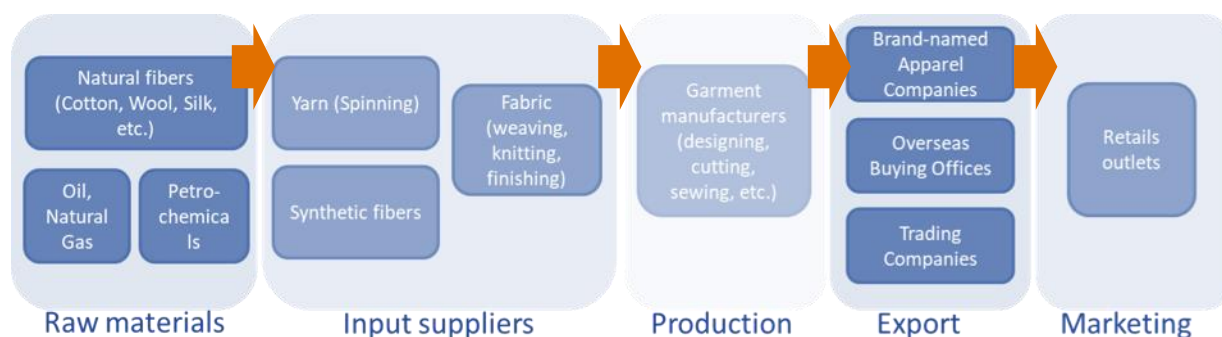 Natural fibers
(Cotton, Wool, Silk,
etc.)
Oil,
Natural
Gas
Petro-
chemica
ls
Raw materials
Yarn (Spinning)
Synthetic fibers
Fabric
(weaving,
knitting,
finishing)
Input suppliers
Garment
manufacturers
(designing,
cutting,
sewing, etc.)
Production
Brand-named
Apparel
Companies
Overseas
Buying Offices
Trading
Companies
Export
Retails
outlets
Marketing